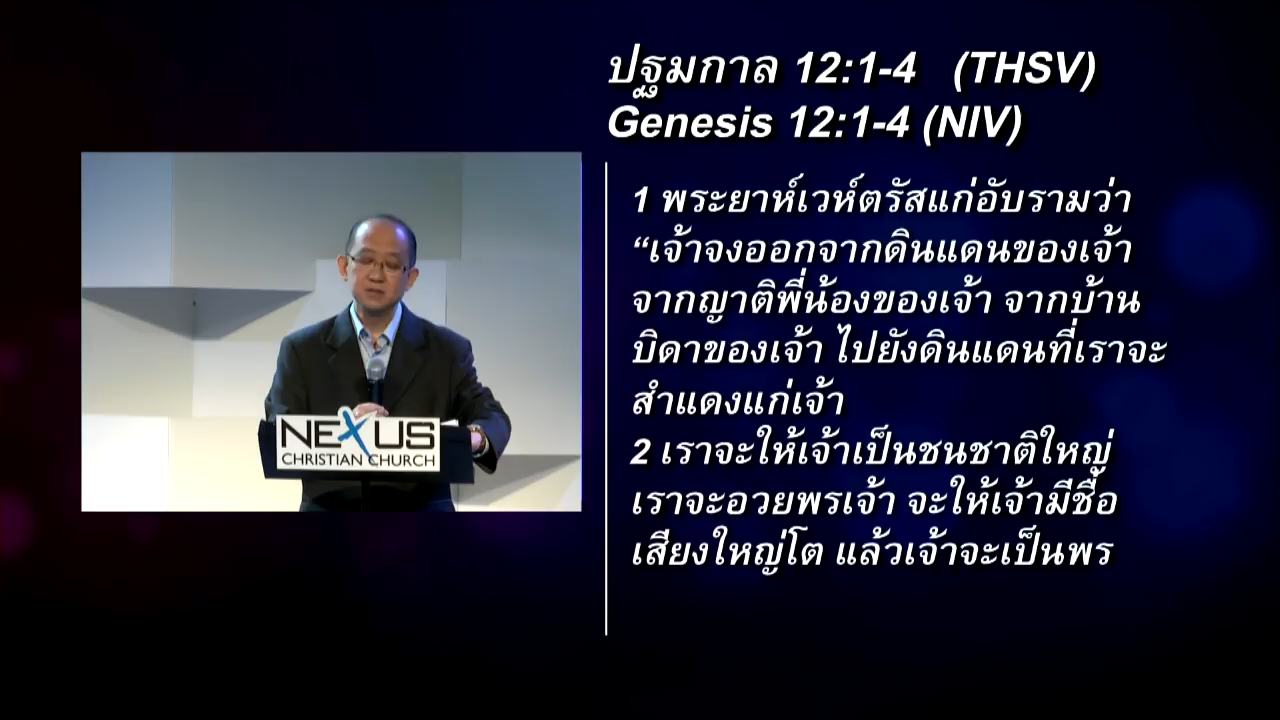 ปฐมกาล 12:1-4 (THSV)
Genesis 12:1-4 (NIV)
1 พระยาห์เวห์ตรัสแก่อับรามว่า
“เจ้าจงออกจากดินแดนของเจ้า
จากญาติพี่น้องของเจ้า จากบ้าน
บิดาของเจ้า ไปยังดินแดนที่เราจะ
สำแดงแก่เจ้า
2 เราจะให้เจ้าเป็นชนชาติใหญ่
เราจะอวยพรเจ้า จะให้เจ้ามีชื่อ
เสียงใหญ่โต แล้วเจ้าจะเป็นพร
NEXUS
CHRISTIAN CHURCH